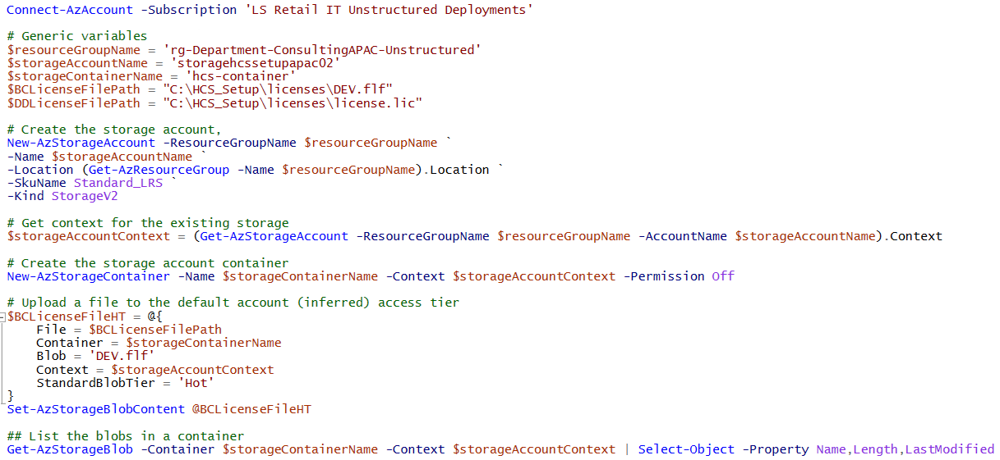 Connect-AzAccount -Subscription 'LS Retail IT Unstructured Deployments'
# Generic variables
$resourceGroupName = 'rg-Department-ConsultingAPAC-Unstructured'
$storageAccountName = 'storagehcssetupapac02'
$storageContainerName = 'hcs-container'
$BCLicenseFilePath = "C:\HCS_Setup\licenses\DEV.flf"
$DDLicenseFilePath = "C:\HCS_Setup\licenses\license.lic"
# Create the storage account,
New-AzStorageAccount -ResourceGroupName $resourceGroupName `
-Name $storageAccountName `
-Location (Get-AzResourceGroup -Name $resourceGroupName).Location `
-SkuName Standard_LRS `
-Kind StorageV2
# Get context for the existing storage
$storageAccountContext = (Get-AzStorageAccount -ResourceGroupName $resourceGroupName -AccountName $storageAccountName).Context
# Create the storage account container
New-AzStorageContainer -Name $storageContainerName -Context $storageAccountContext -Permission Off
# Upload a file to the default account (inferred) access tier
$BCLicenseFileHT = @{
    File = $BCLicenseFilePath
    Container = $storageContainerName
    Blob = 'DEV.flf'
    Context = $storageAccountContext
    StandardBlobTier = 'Hot'
}
Set-AzStorageBlobContent @BCLicenseFileHT
## List the blobs in a container
Get-AzStorageBlob -Container $storageContainerName -Context $storageAccountContext | Select-Object -Property Name,Length,LastModified